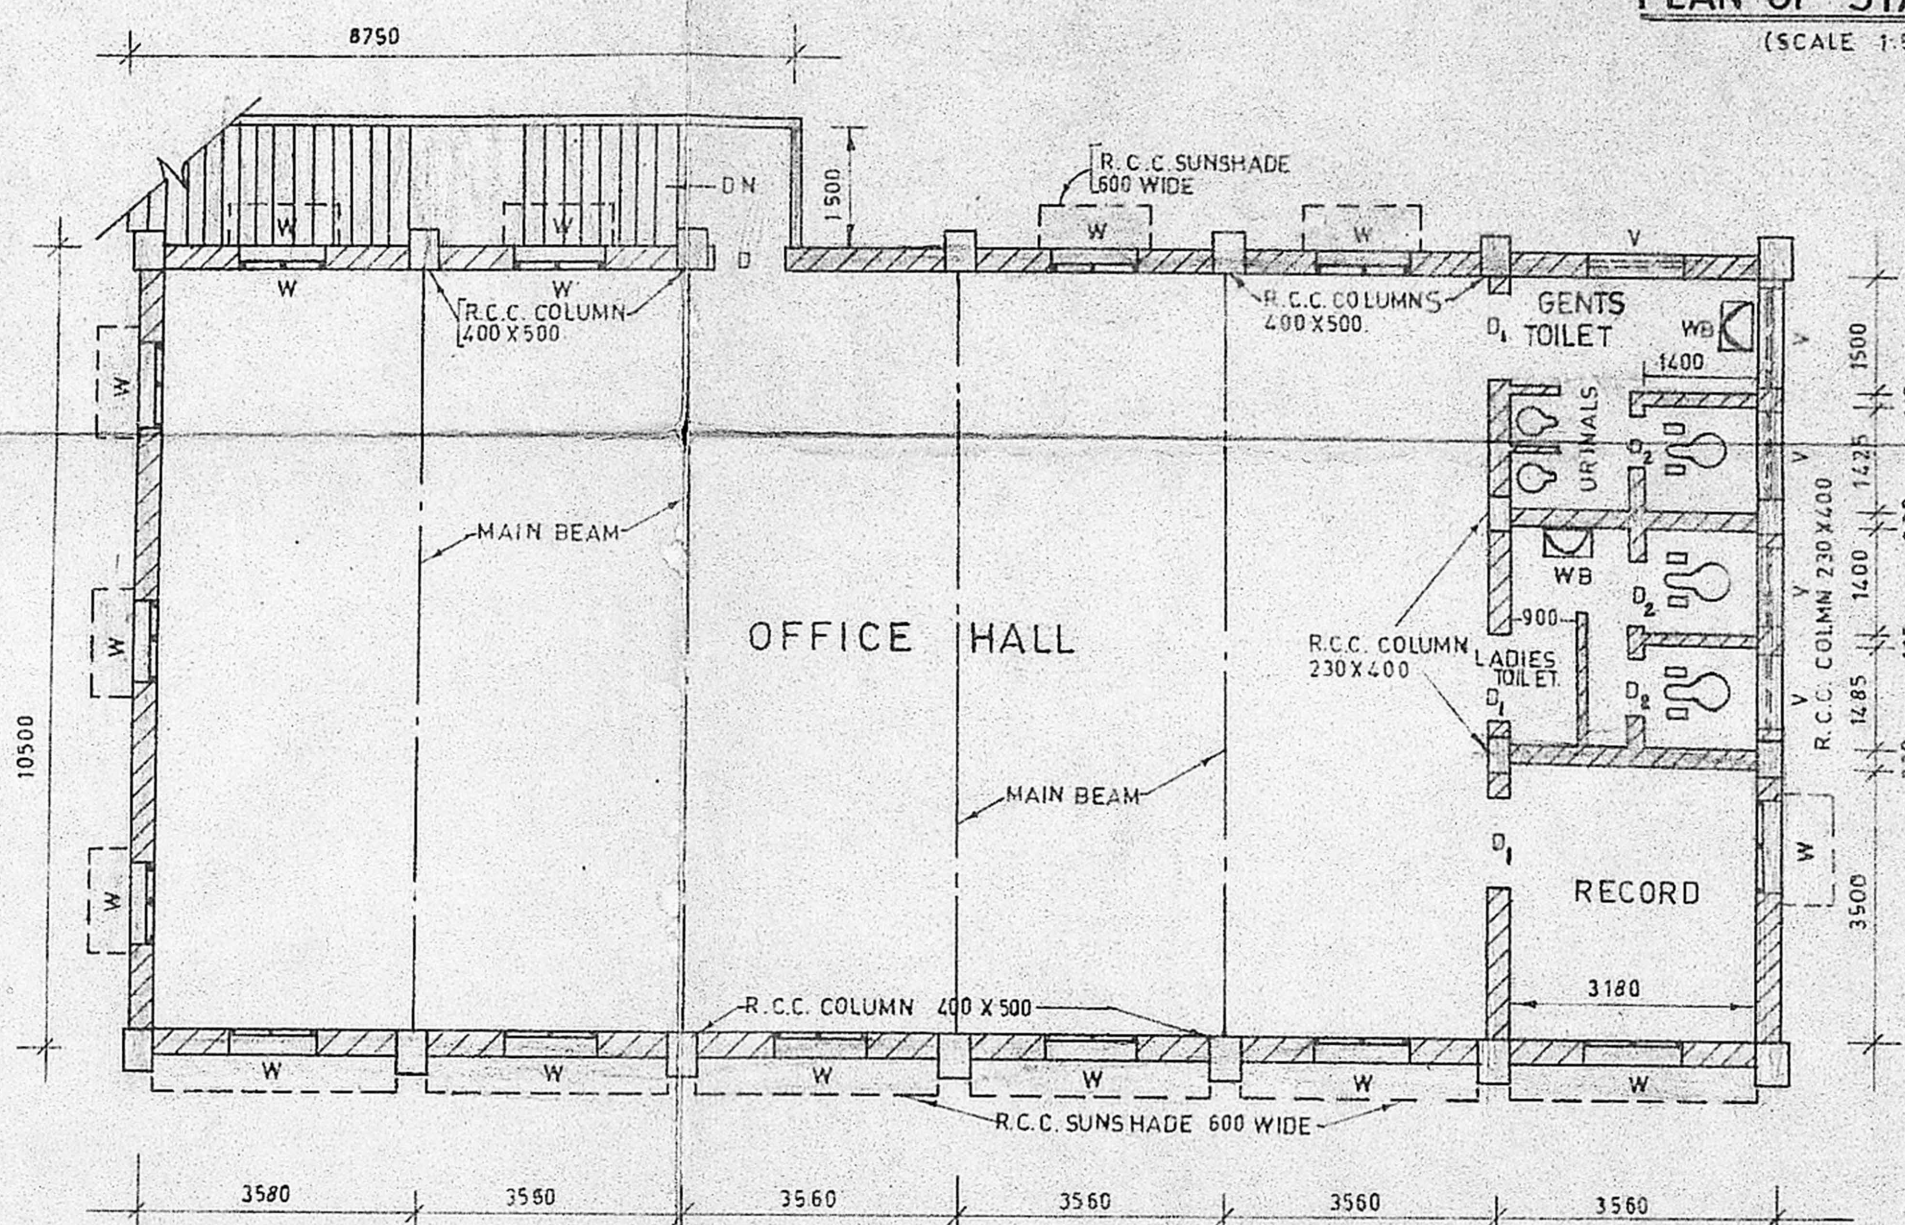 (SCALE 1:
8750
R.C.C. SUNSHADE
600 WIDE
1500
DN
W
W
W
W
V
D
W
W
R.C.C. COLUMN
400 X 500
R.C.C. COLUMNS
400 X 500.
GENTS
TOILET
WB
D1
V
1500
1400
W
URINALS
D2
V
1425
MAIN BEAM
WB
D2
V
1400
R.C.C. COLMN 230 X 400
900
OFFICE HALL
R.C.C. COLUMN
230 X 400
LADIES
TOILET
W
D1
D2
V
1485
10500
MAIN BEAM
D1
W
RECORD
W
3900
3180
R.C.C. COLUMN 400 X 500
W
W
W
W
W
W
R.C.C. SUNSHADE 600 WIDE
3580
3560
3560
3560
3560
3560